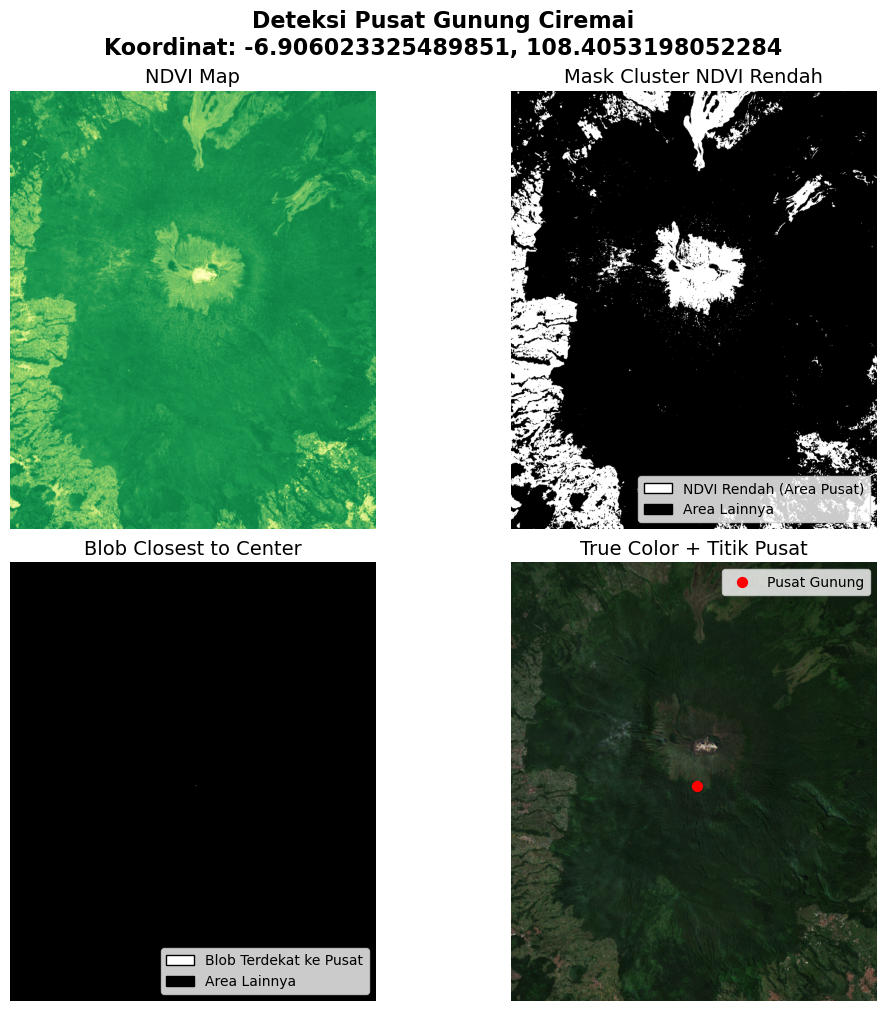 Deteksi Pusat Gunung Ciremai
Koordinat: -6.906023325489851, 108.4053198052284
NDVI Map
Mask Cluster NDVI Rendah
NDVI Rendah (Area Pusat)
Area Lainnya
Blob Closest to Center
True Color + Titik Pusat
Pusat Gunung
Blob Terdekat ke Pusat
Area Lainnya